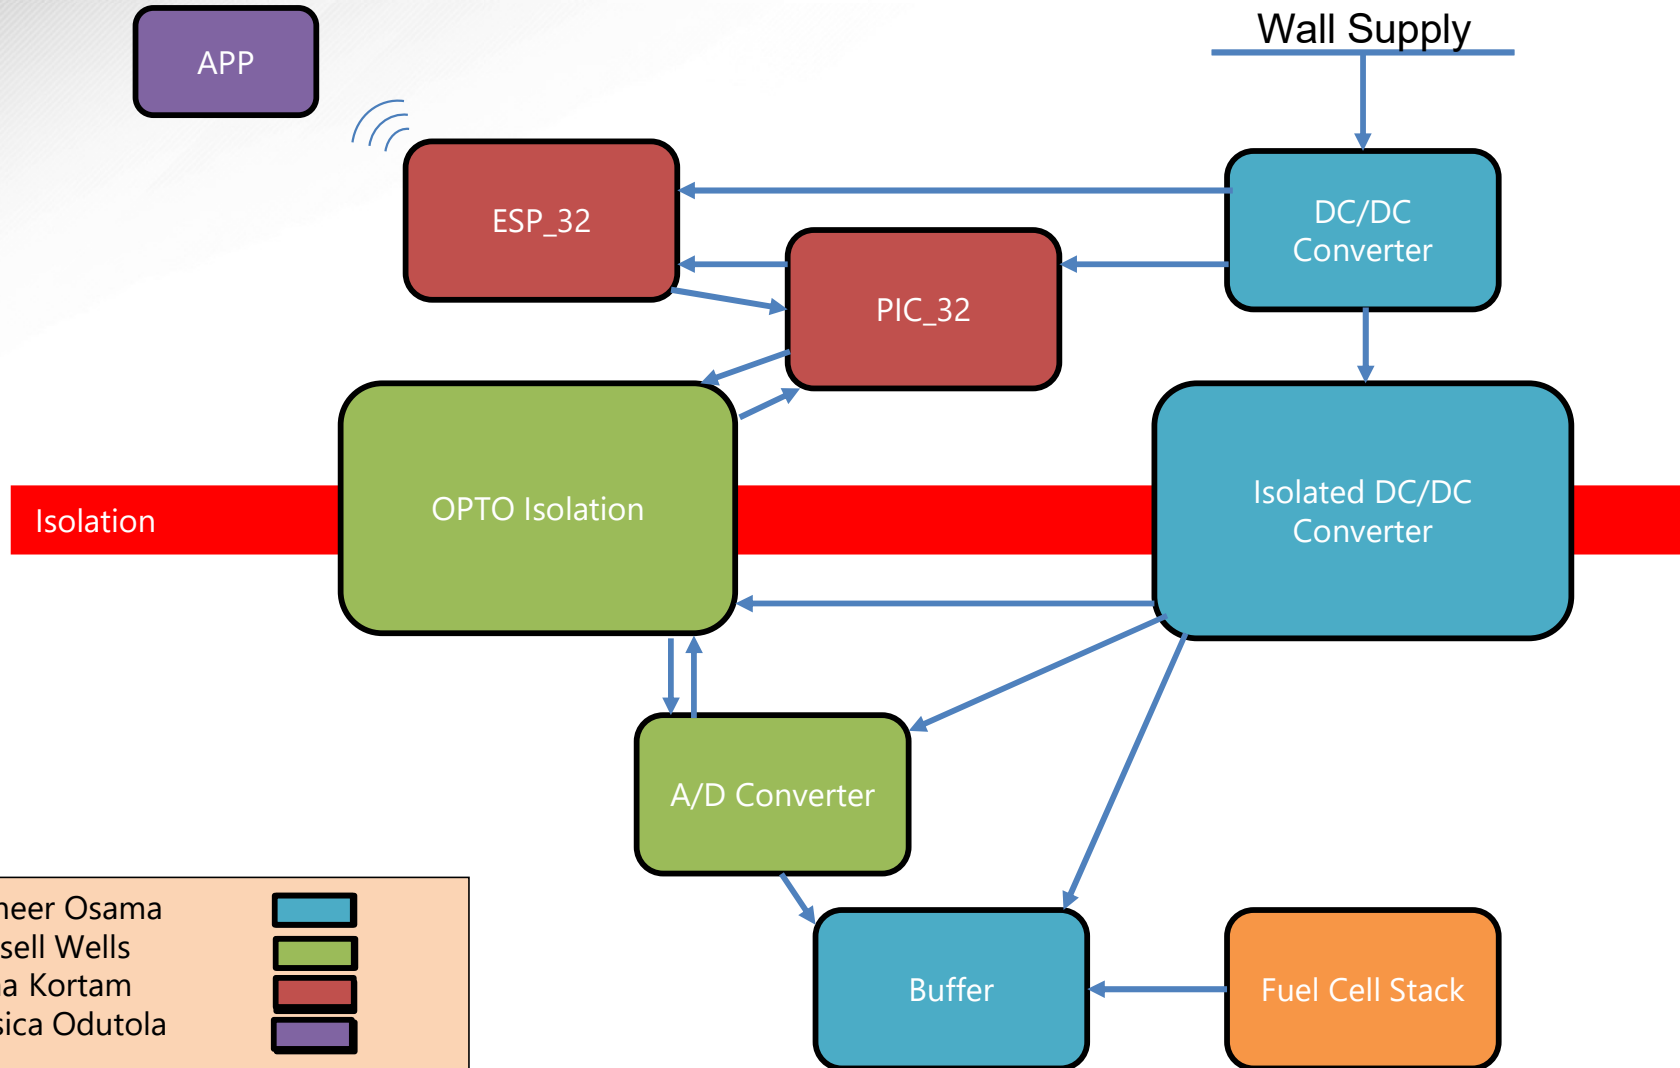 APP
Wall Supply
ESP_32
DC/DC
Converter
PIC_32
Isolation
OPTO Isolation
Isolated DC/DC
Converter
A/D Converter
Osama
Wells
Kortam
Odutola
Buffer
Fuel Cell Stack